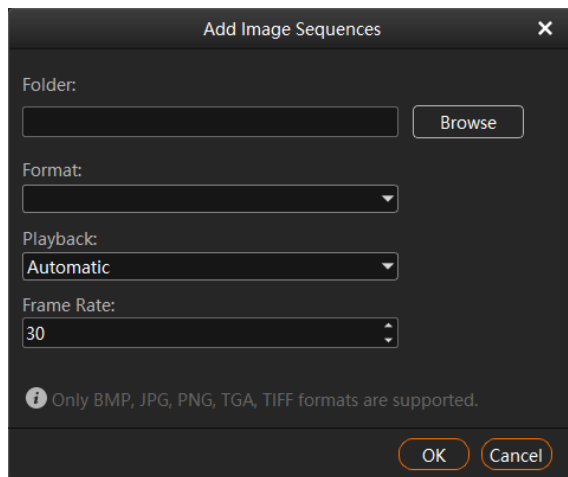 Add Image Sequences
Folder:
Browse
Format:
Playback:
Automatic
Frame Rate:
30
Only BMP, JPG, PNG, TGA, TIFF formats are supported.
OK Cancel